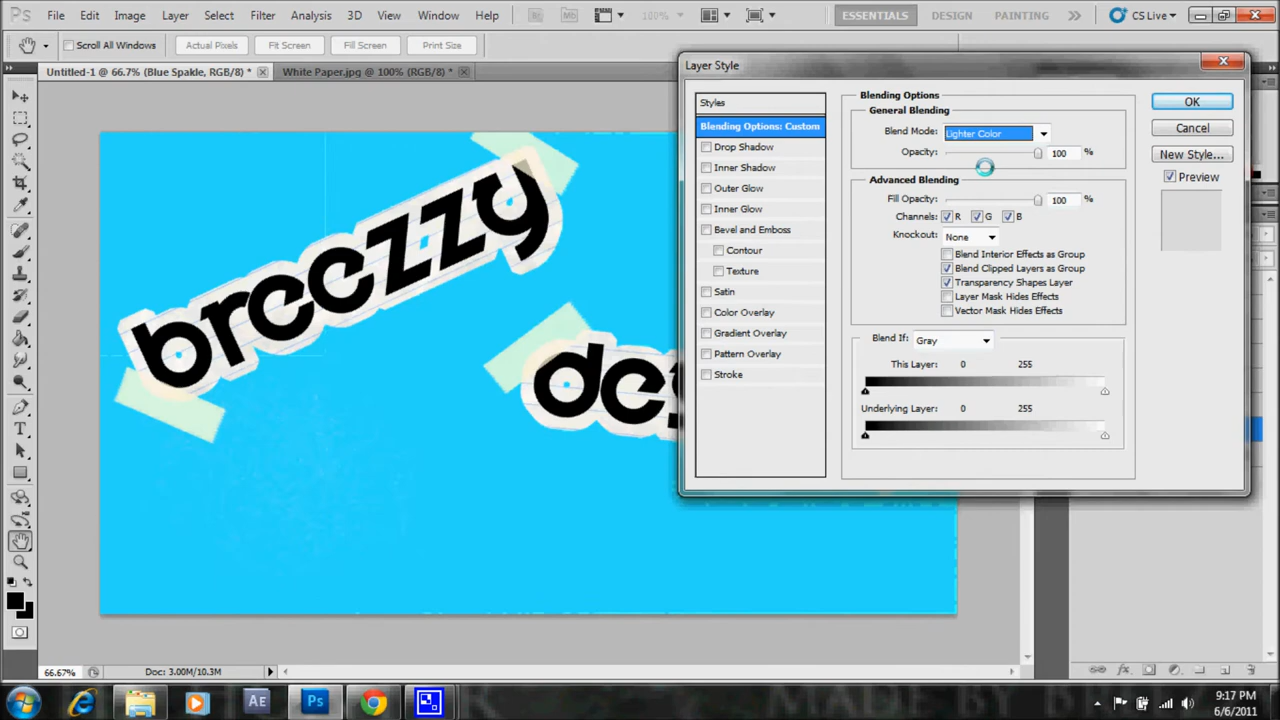 Ps File Edit Image Layer Select Filter Analysis 3D View Window Help 100% ESSENTIALS DESIGN PAINTING CS Live
Scroll All Windows Actual Pixels Fit Screen Fill Screen Print Size
Untitled-1 @ 66.7% (Blue Spakle, RGB/8) * White Paper.jpg @ 100% (RGB/8) *
breezzy
des
Layer Style
Styles
Blending Options: Custom
Drop Shadow
Inner Shadow
Outer Glow
Inner Glow
Bevel and Emboss
Contour
Texture
Satin
Color Overlay
Gradient Overlay
Pattern Overlay
Stroke
Blending Options
General Blending
Blend Mode: Lighter Color
Opacity: 100 %
Advanced Blending
Fill Opacity: 100 %
Channels: R G B
Knockout: None
Blend Interior Effects as Group
Blend Clipped Layers as Group
Transparency Shapes Layer
Layer Mask Hides Effects
Vector Mask Hides Effects
Blend If: Gray
This Layer: 0 255
Underlying Layer: 0 255
OK
Cancel
New Style...
Preview
66.67% Doc: 3.00M/10.3M
Ae Ps
9:17 PM
6/6/2011